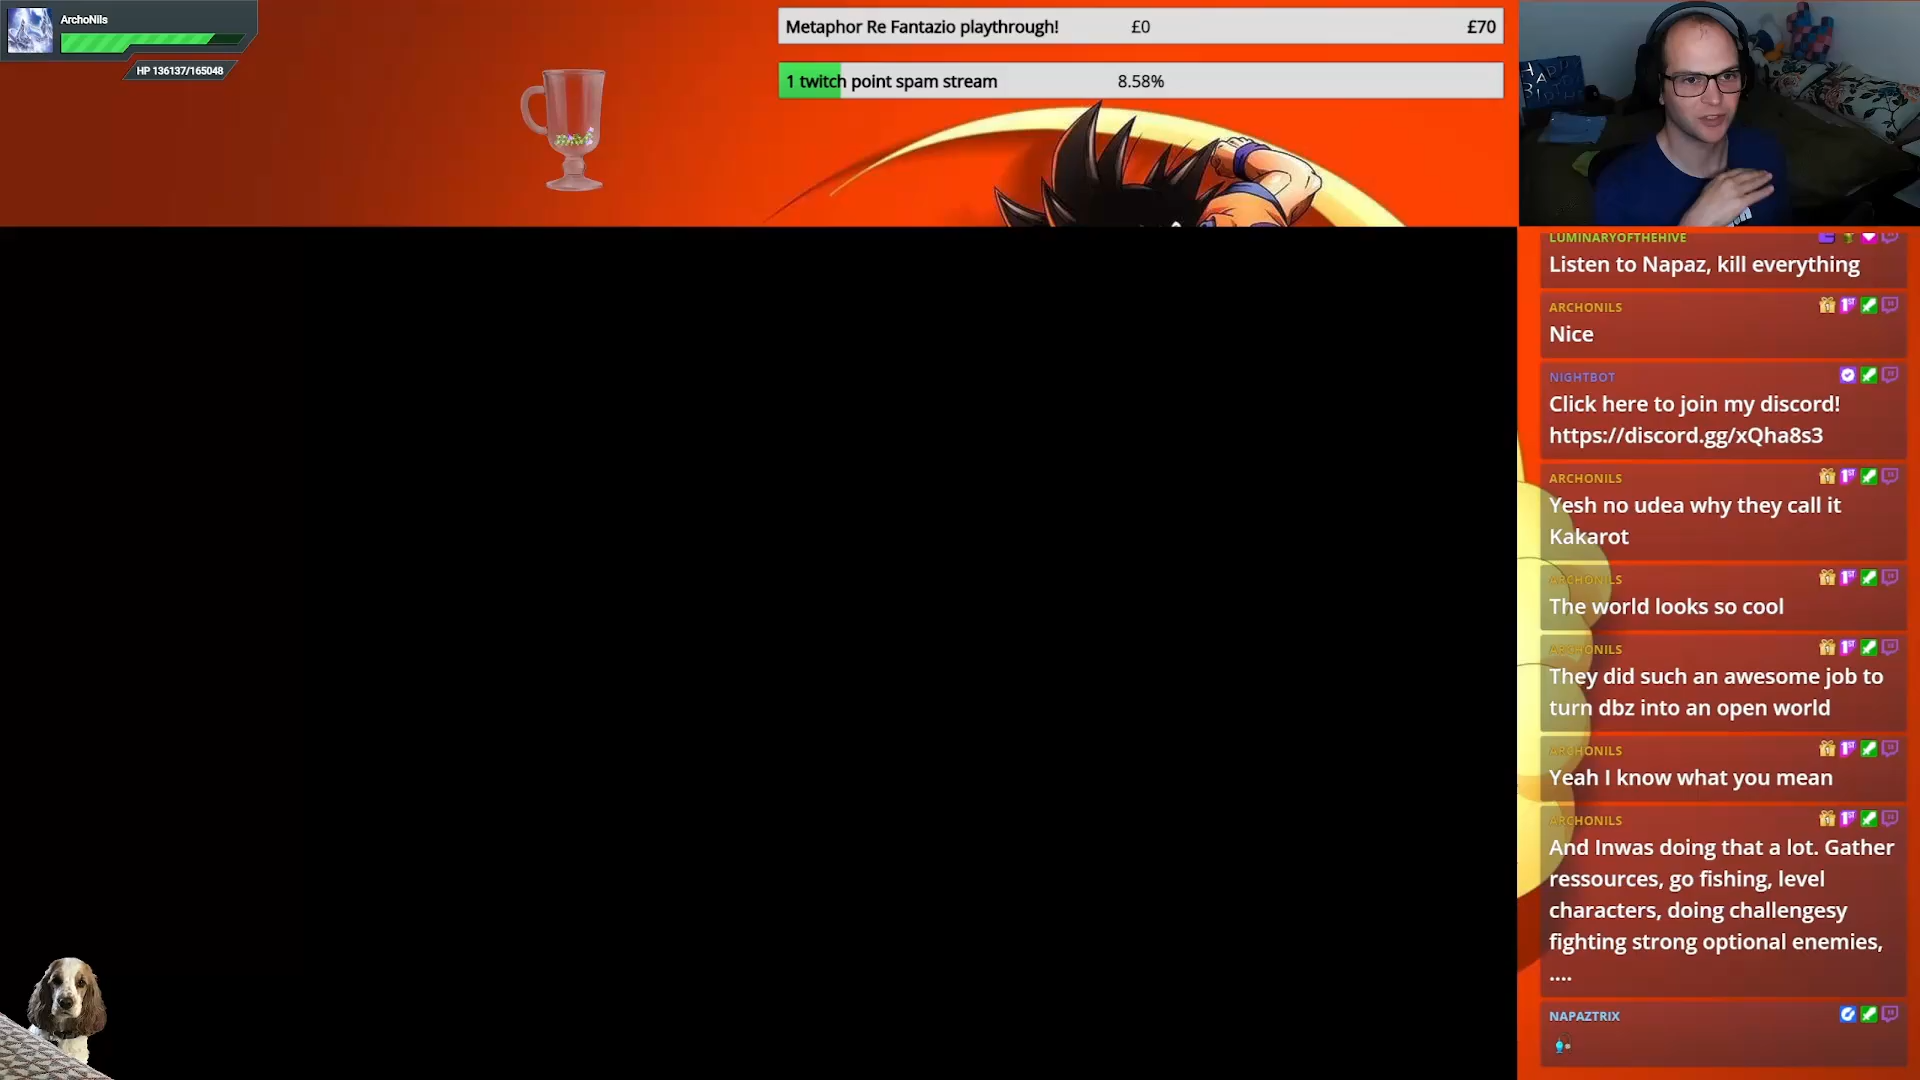 ArchoNils
HP 136137/165048
Metaphor Re Fantazio playthrough! £0 £70
1 twitch point spam stream 8.58%
LUMINARYOFTHEHIVE
Listen to Napaz, kill everything
ARCHONILS
Nice
NIGHTBOT
Click here to join my discord!
https://discord.gg/xQha8s3
ARCHONILS
Yesh no udea why they call it
Kakarot
ARCHONILS
The world looks so cool
ARCHONILS
They did such an awesome job to
turn dbz into an open world
ARCHONILS
Yeah I know what you mean
ARCHONILS
And Inwas doing that a lot. Gather
ressources, go fishing, level
characters, doing challengesy
fighting strong optional enemies,
....
NAPAZTRIX